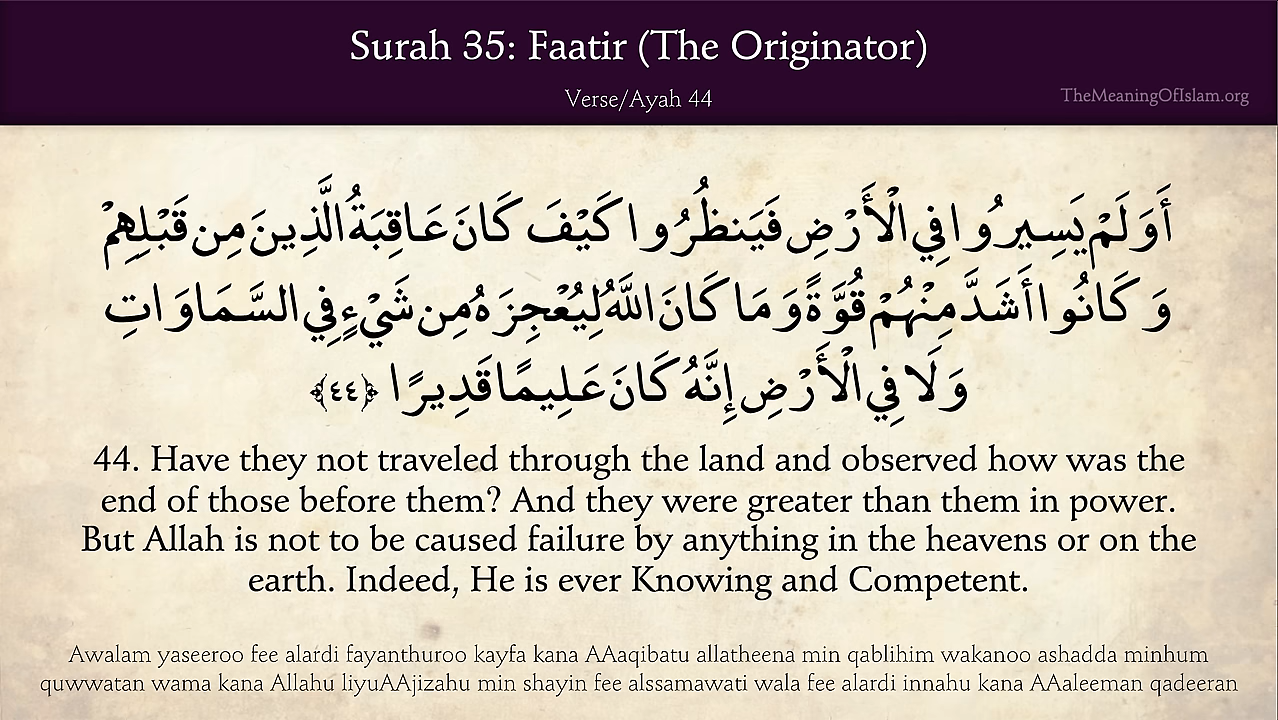 Surah 35: Faatir (The Originator)
Verse/Ayah 44
TheMeaningOfIslam.org
أَوَلَمْ يَسِيرُوا فِي الْأَرْضِ فَيَنظُرُوا كَيْفَ كَانَ عَاقِبَةُ الَّذِينَ مِن قَبْلِهِمْ
وَكَانُوا أَشَدَّ مِنْهُمْ قُوَّةً وَمَا كَانَ اللَّهُ لِيُعْجِزَهُ مِن شَيْءٍ فِي السَّمَاوَاتِ
وَلَا فِي الْأَرْضِ إِنَّهُ كَانَ عَلِيمًا قَدِيرًا ﴿٤٤﴾
44. Have they not traveled through the land and observed how was the
end of those before them? And they were greater than them in power.
But Allah is not to be caused failure by anything in the heavens or on the
earth. Indeed, He is ever Knowing and Competent.
Awalam yaseeroo fee alardi fayanthuroo kayfa kana AAaqibatu allatheena min qablihim wakanoo ashadda minhum
quwwatan wama kana Allahu liyuAAjizahu min shayin fee alssamawati wala fee alardi innahu kana AAaleeman qadeeran